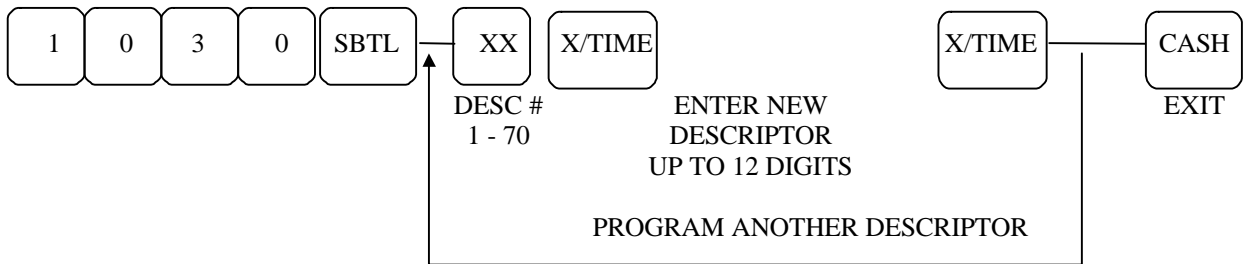 1 0 3 0 SBTL XX X/TIME X/TIME CASH
DESC # ENTER NEW EXIT
1 - 70 DESCRIPTOR
UP TO 12 DIGITS
PROGRAM ANOTHER DESCRIPTOR